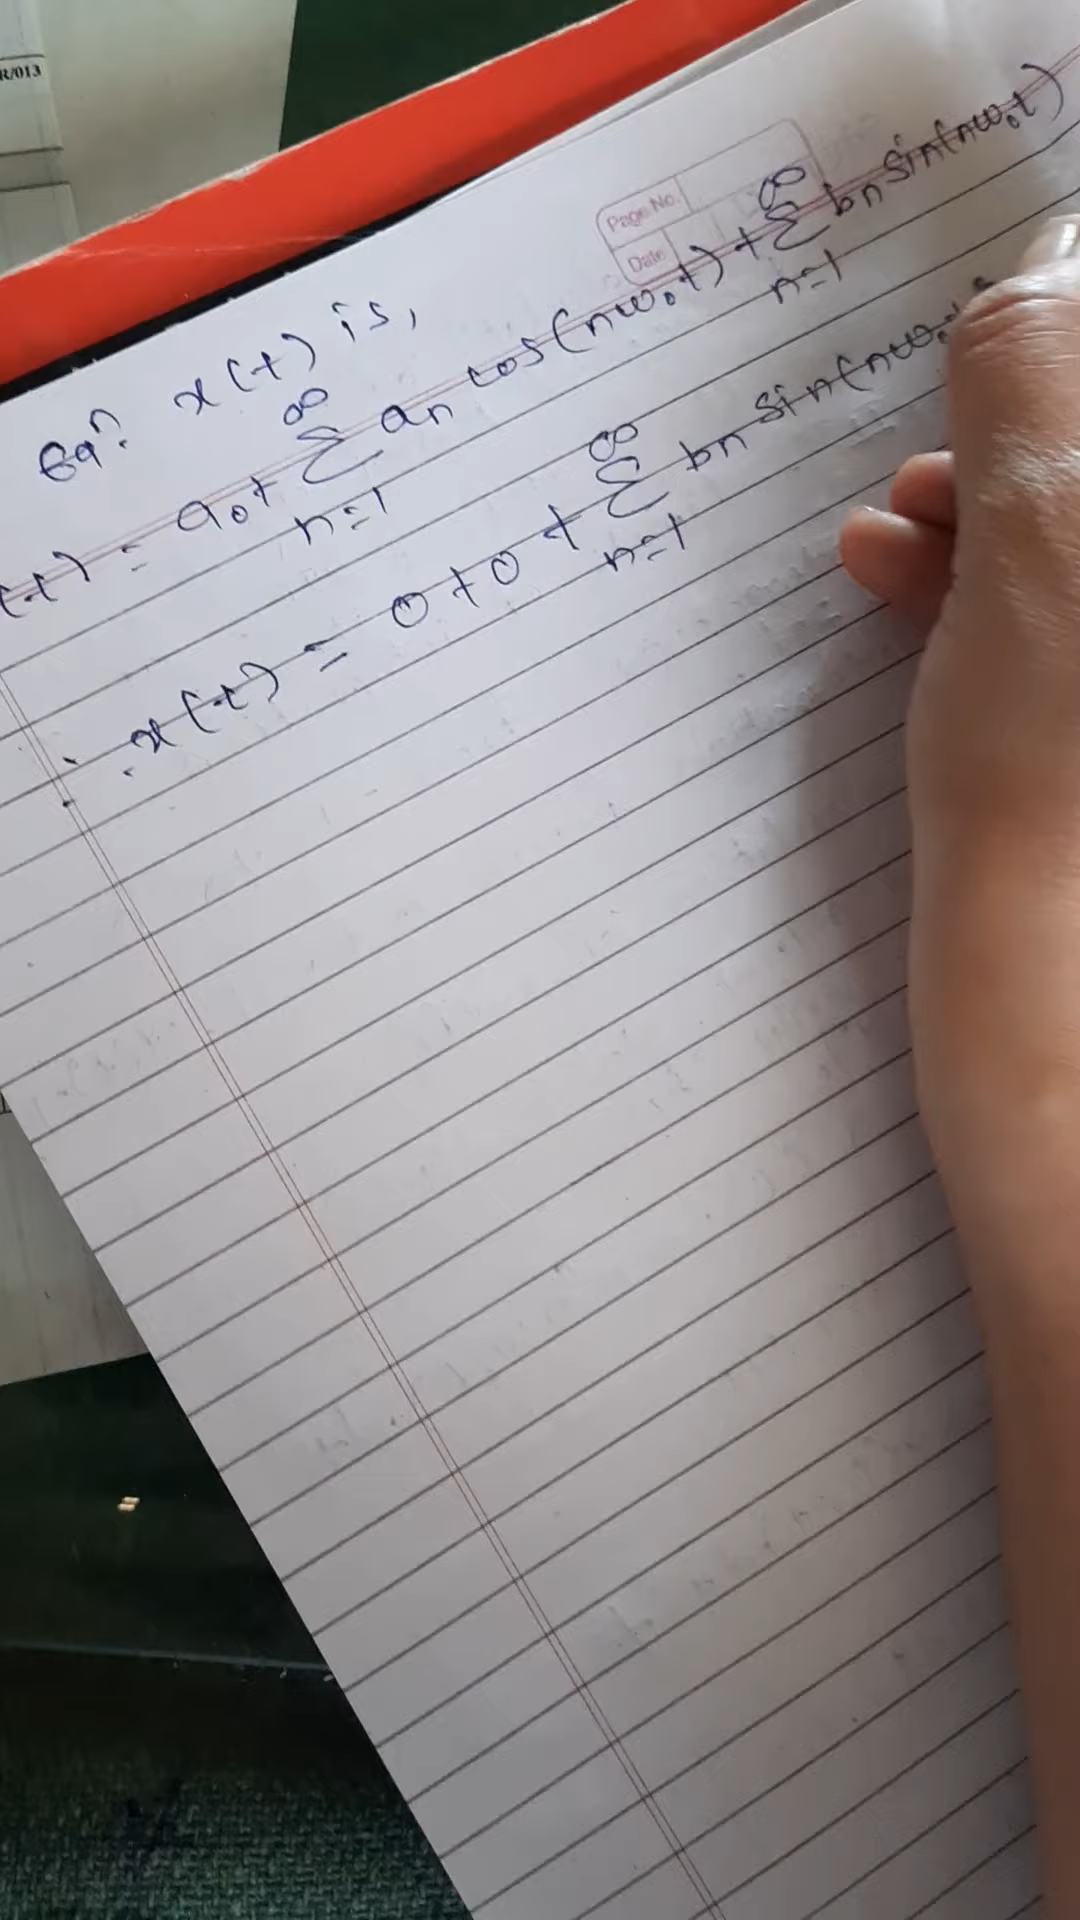 R/013
Page No.
Date
Eqⁿ. x(t) is,
(t) = a₀ + ∞ Σ n=1 an cos(nω₀t) + ∞ Σ n=1 bn sin(nω₀t)
∴ x(t) = 0 + 0 + ∞ Σ n=1 bn sin(nω₀